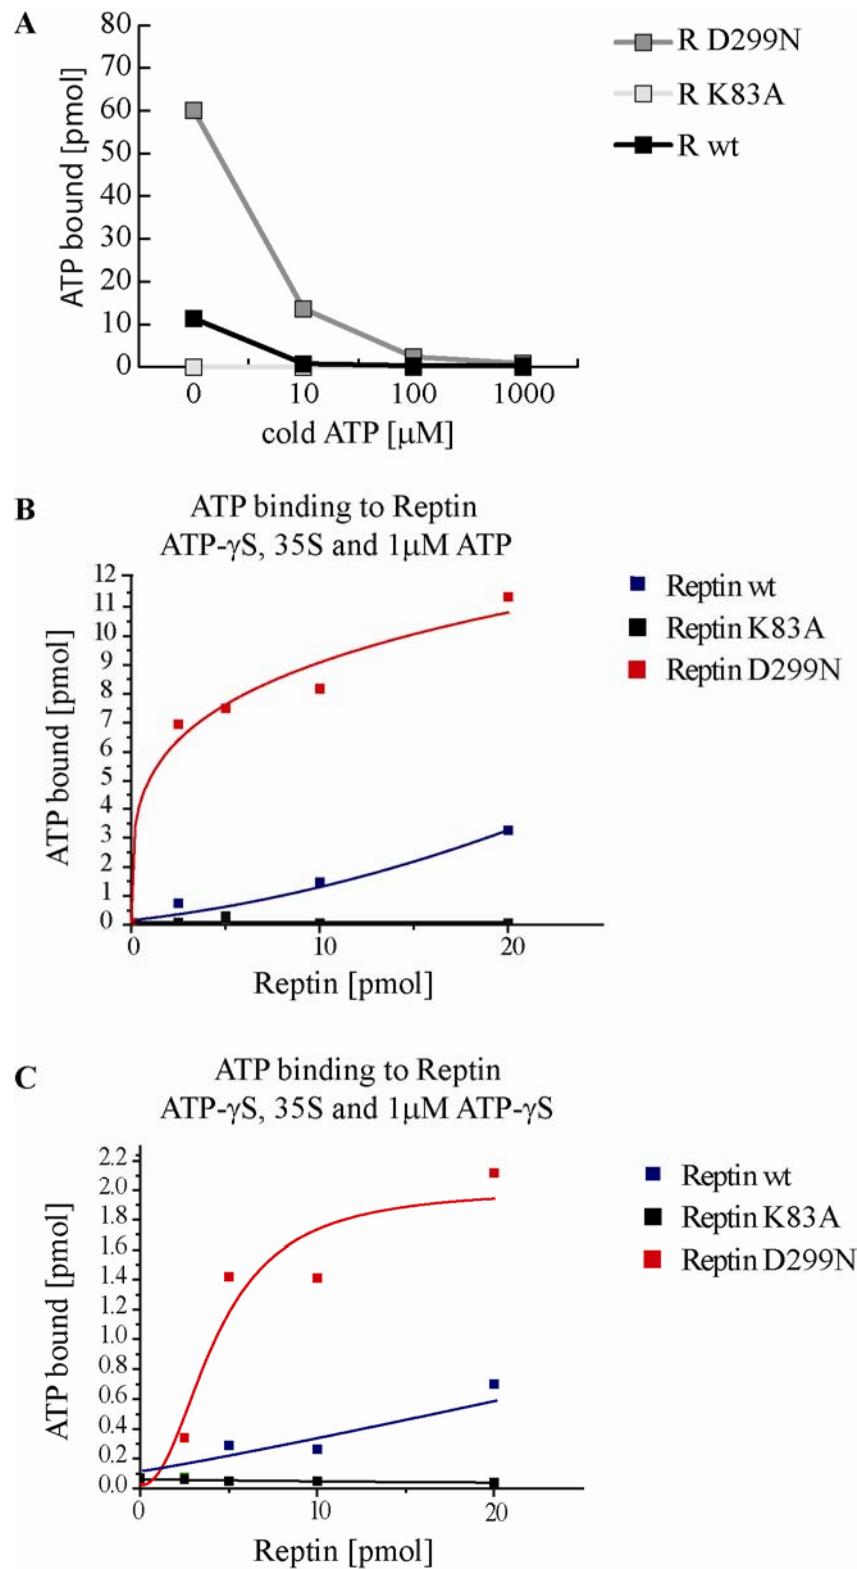 A
80
70
60
50
40
30
20
10
0
ATP bound [pmol]
0 10 100 1000
cold ATP [μM]
R D299N
R K83A
R wt
B
ATP binding to Reptin
ATP-γS, 35S and 1μM ATP
12
11
10
9
8
7
6
5
4
3
2
1
0
ATP bound [pmol]
0 10 20
Reptin [pmol]
Reptin wt
Reptin K83A
Reptin D299N
C
ATP binding to Reptin
ATP-γS, 35S and 1μM ATP-γS
2.2
2.0
1.8
1.6
1.4
1.2
1.0
0.8
0.6
0.4
0.2
0.0
ATP bound [pmol]
0 10 20
Reptin [pmol]
Reptin wt
Reptin K83A
Reptin D299N